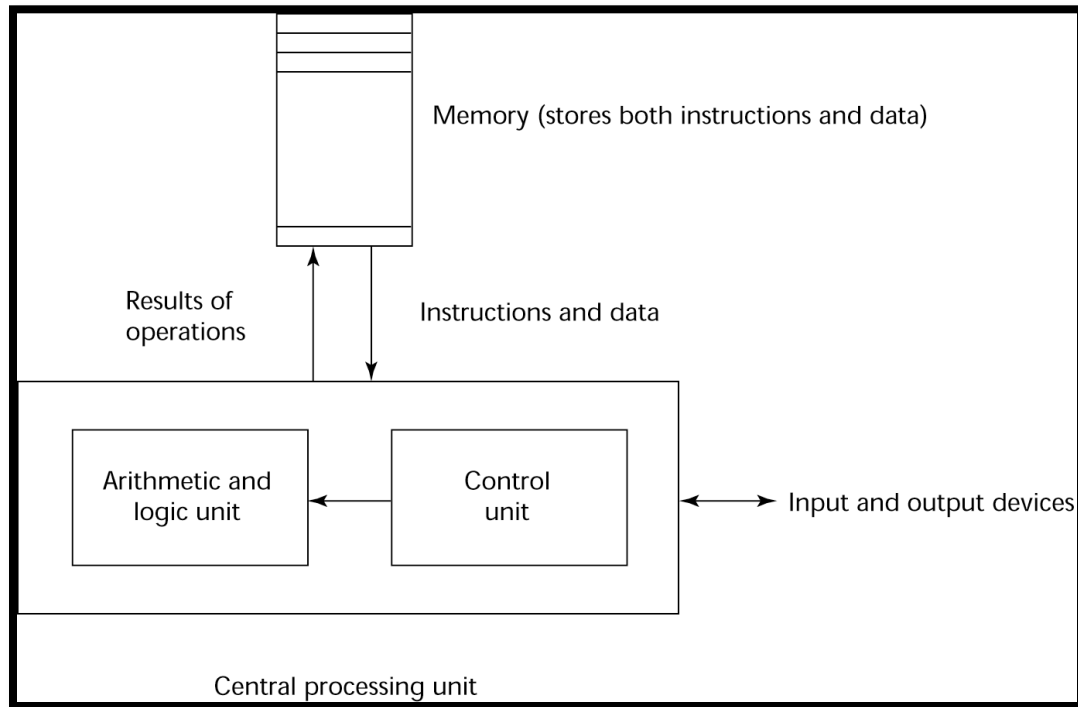 Memory (stores both instructions and data)
Results of
operations
Instructions and data
Arithmetic and
logic unit
Control
unit
Input and output devices
Central processing unit